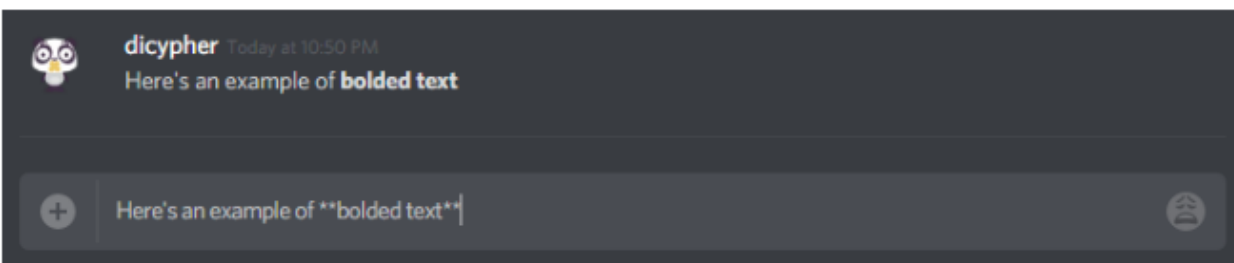 dicypher Today at 10:50 PM
Here's an example of bolded text
Here's an example of **bolded text**